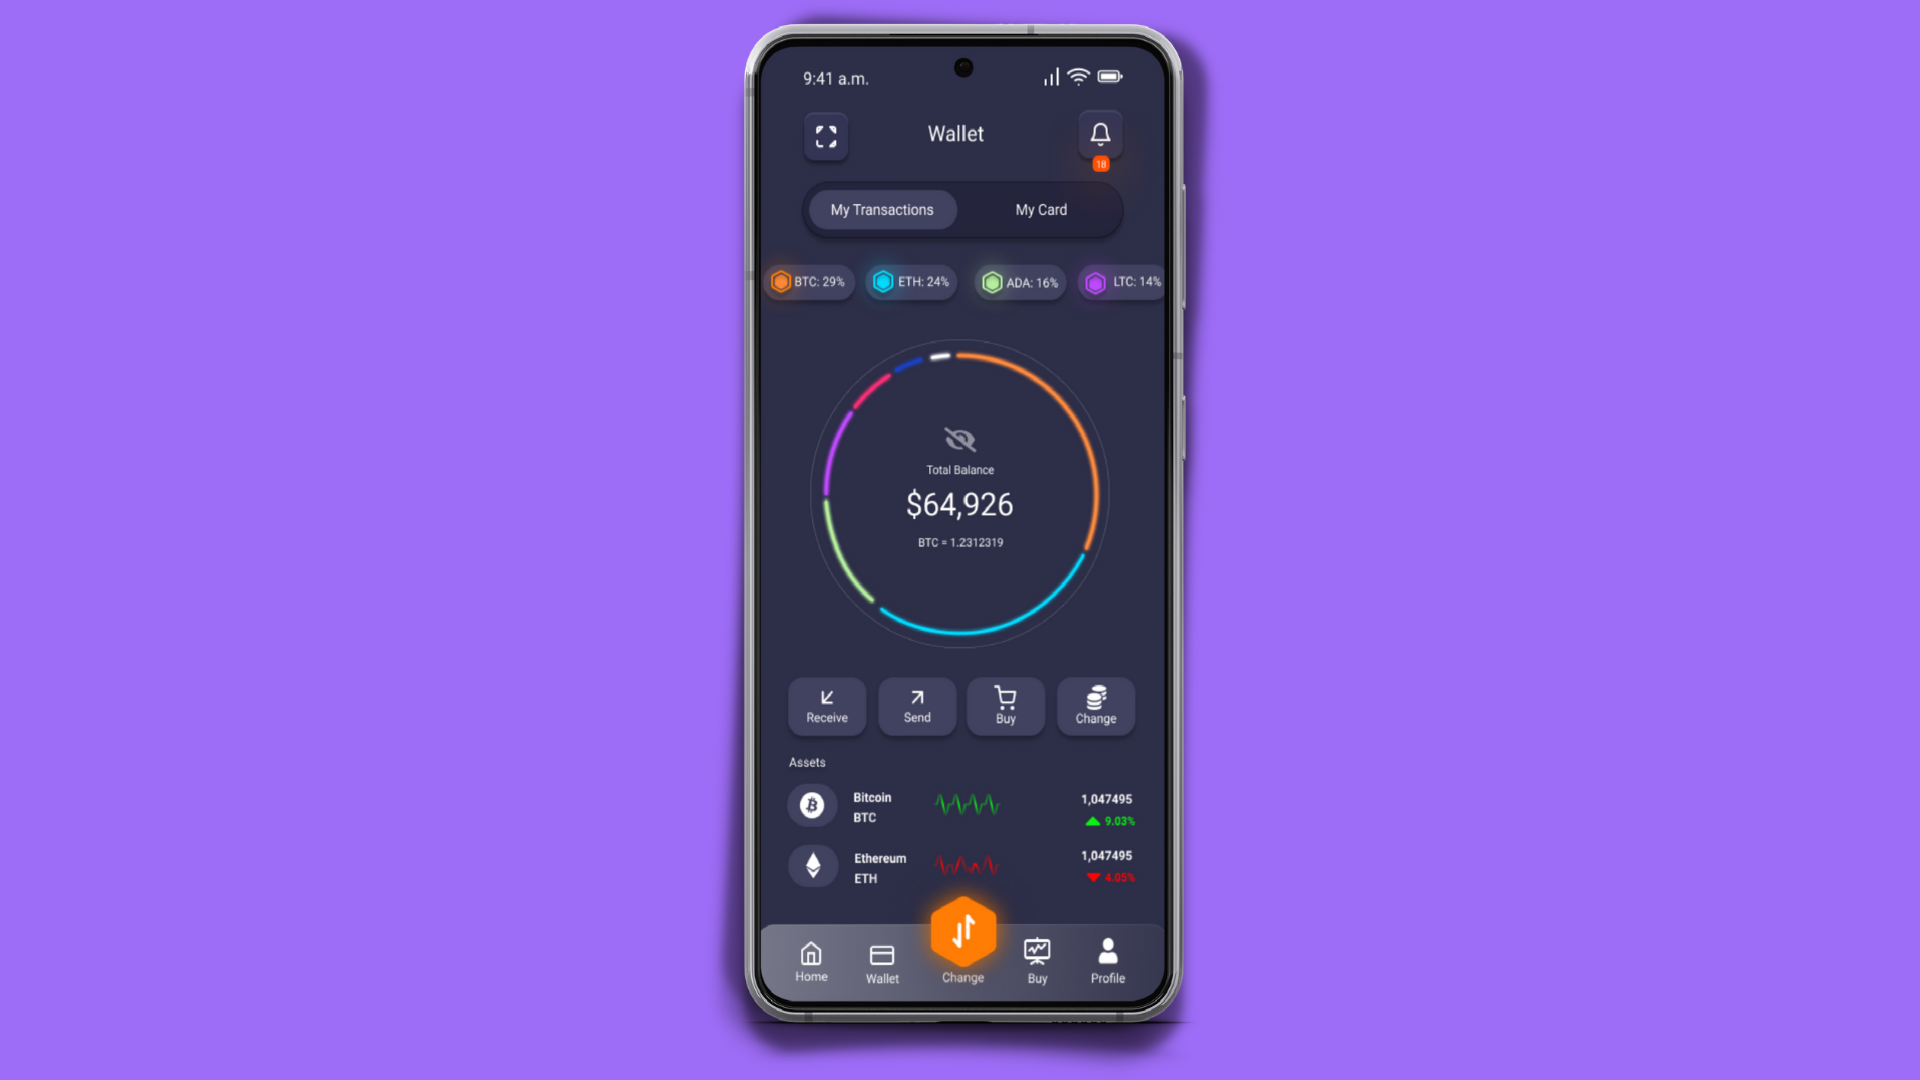 9:41 a.m.
Wallet
18
My Transactions
My Card
BTC: 29%
ETH: 24%
ADA: 16%
LTC: 14%
Total Balance
$64,926
BTC = 1.2312319
Receive
Send
Buy
Change
Assets
Bitcoin
BTC
1,047495
9.03%
Ethereum
ETH
1,047495
4.05%
Home
Wallet
Change
Buy
Profile